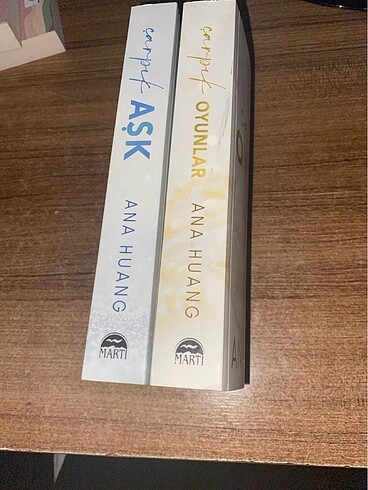 çarpık
AŞK
ANA HUANG
MARTI
çarpık
OYUNLAR
ANA HUANG
MARTI